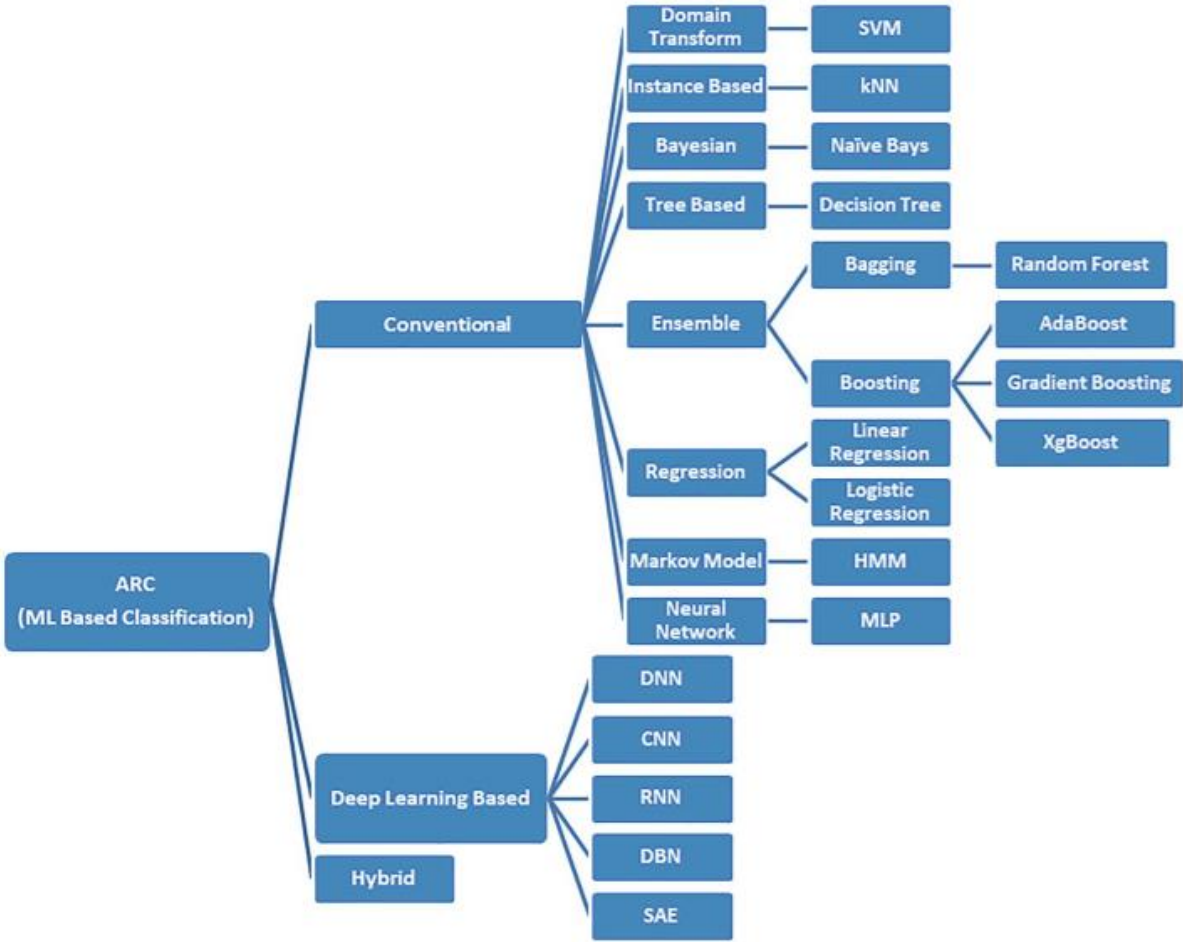 Domain
Transform
SVM
Instance Based
kNN
Bayesian
Naïve Bays
Tree Based
Decision Tree
Bagging
Random Forest
Conventional
Ensemble
AdaBoost
Boosting
Gradient Boosting
Linear
Regression
XgBoost
Regression
Logistic
Regression
ARC
(ML Based Classification)
Markov Model
HMM
Neural
Network
MLP
DNN
CNN
Deep Learning Based
RNN
DBN
Hybrid
SAE